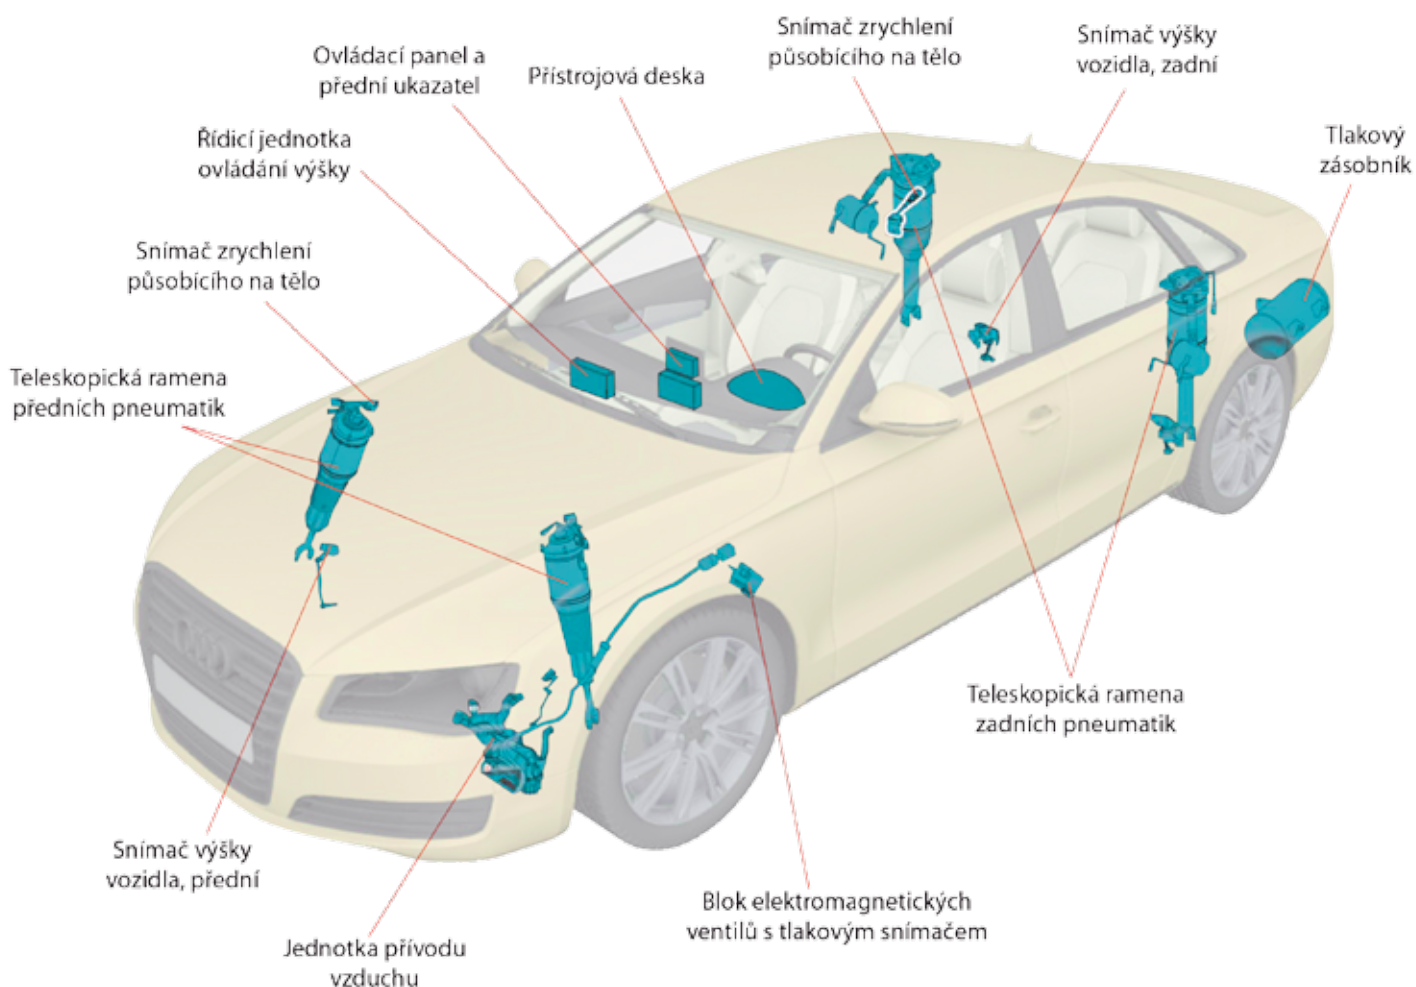 Snímač zrychlení
působícího na tělo
Snímač výšky
vozidla, zadní
Ovládací panel a
přední ukazatel
Přístrojová deska
Tlakový
zásobník
Řídicí jednotka
ovládání výšky
Snímač zrychlení
působícího na tělo
Teleskopická ramena
předních pneumatik
Teleskopická ramena
zadních pneumatik
Snímač výšky
vozidla, přední
Blok elektromagnetických
ventilů s tlakovým snímačem
Jednotka přívodu
vzduchu